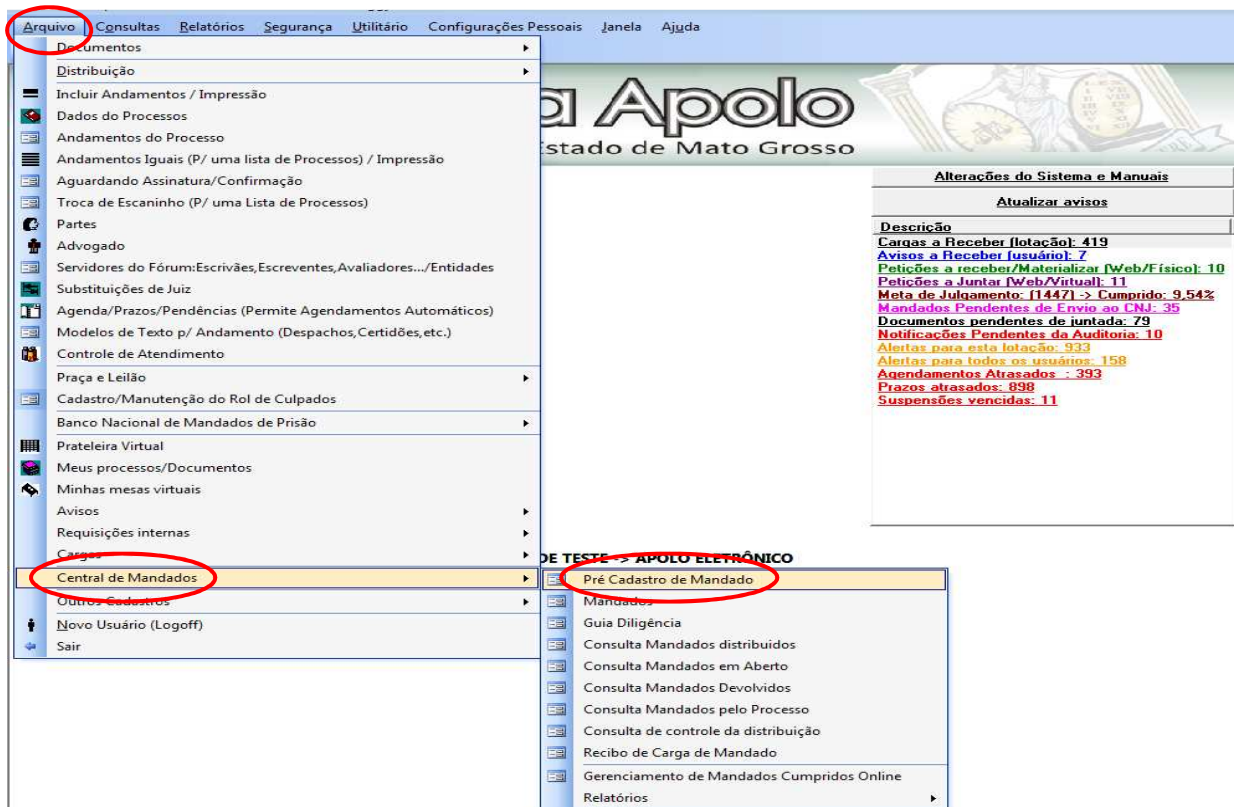 Arquivo Consultas Relatórios Segurança Utilitário Configurações Pessoais Janela Ajuda
Documentos
Distribuição
Incluir Andamentos / Impressão
Dados do Processos
Andamentos do Processo
Andamentos Iguais (P/ uma lista de Processos) / Impressão
Aguardando Assinatura/Confirmação
Troca de Escaninho (P/ uma Lista de Processos)
Partes
Advogado
Servidores do Fórum:Escrivães,Escreventes,Avaliadores.../Entidades
Substituições de Juiz
Agenda/Prazos/Pendências (Permite Agendamentos Automáticos)
Modelos de Texto p/ Andamento (Despachos,Certidões,etc.)
Controle de Atendimento
Praça e Leilão
Cadastro/Manutenção do Rol de Culpados
Banco Nacional de Mandados de Prisão
Prateleira Virtual
Meus processos/Documentos
Minhas mesas virtuais
Avisos
Requisições internas
Cargas
Central de Mandados
Outros Cadastros
Novo Usuário (Logoff)
Sair
a Apolo
Estado de Mato Grosso
Alterações do Sistema e Manuais
Atualizar avisos
Descrição
Cargas a Receber (lotação): 419
Avisos a Receber (usuário): 7
Petições a receber/Materializar (Web/Físico): 10
Petições a Juntar (Web/Virtual): 11
Meta de Julgamento: (1447) -> Cumprido: 9,54%
Mandados Pendentes de Envio ao CNJ: 35
Documentos pendentes de juntada: 79
Notificações Pendentes da Auditoria: 10
Alertas para esta lotação: 933
Alertas para todos os usuários: 158
Agendamentos Atrasados : 393
Prazos atrasados: 898
Suspensões vencidas: 11
DE TESTE -> APOLO ELETRÔNICO
Pré Cadastro de Mandado
Mandados
Guia Diligência
Consulta Mandados distribuidos
Consulta Mandados em Aberto
Consulta Mandados Devolvidos
Consulta Mandados pelo Processo
Consulta de controle da distribuição
Recibo de Carga de Mandado
Gerenciamento de Mandados Cumpridos Online
Relatórios